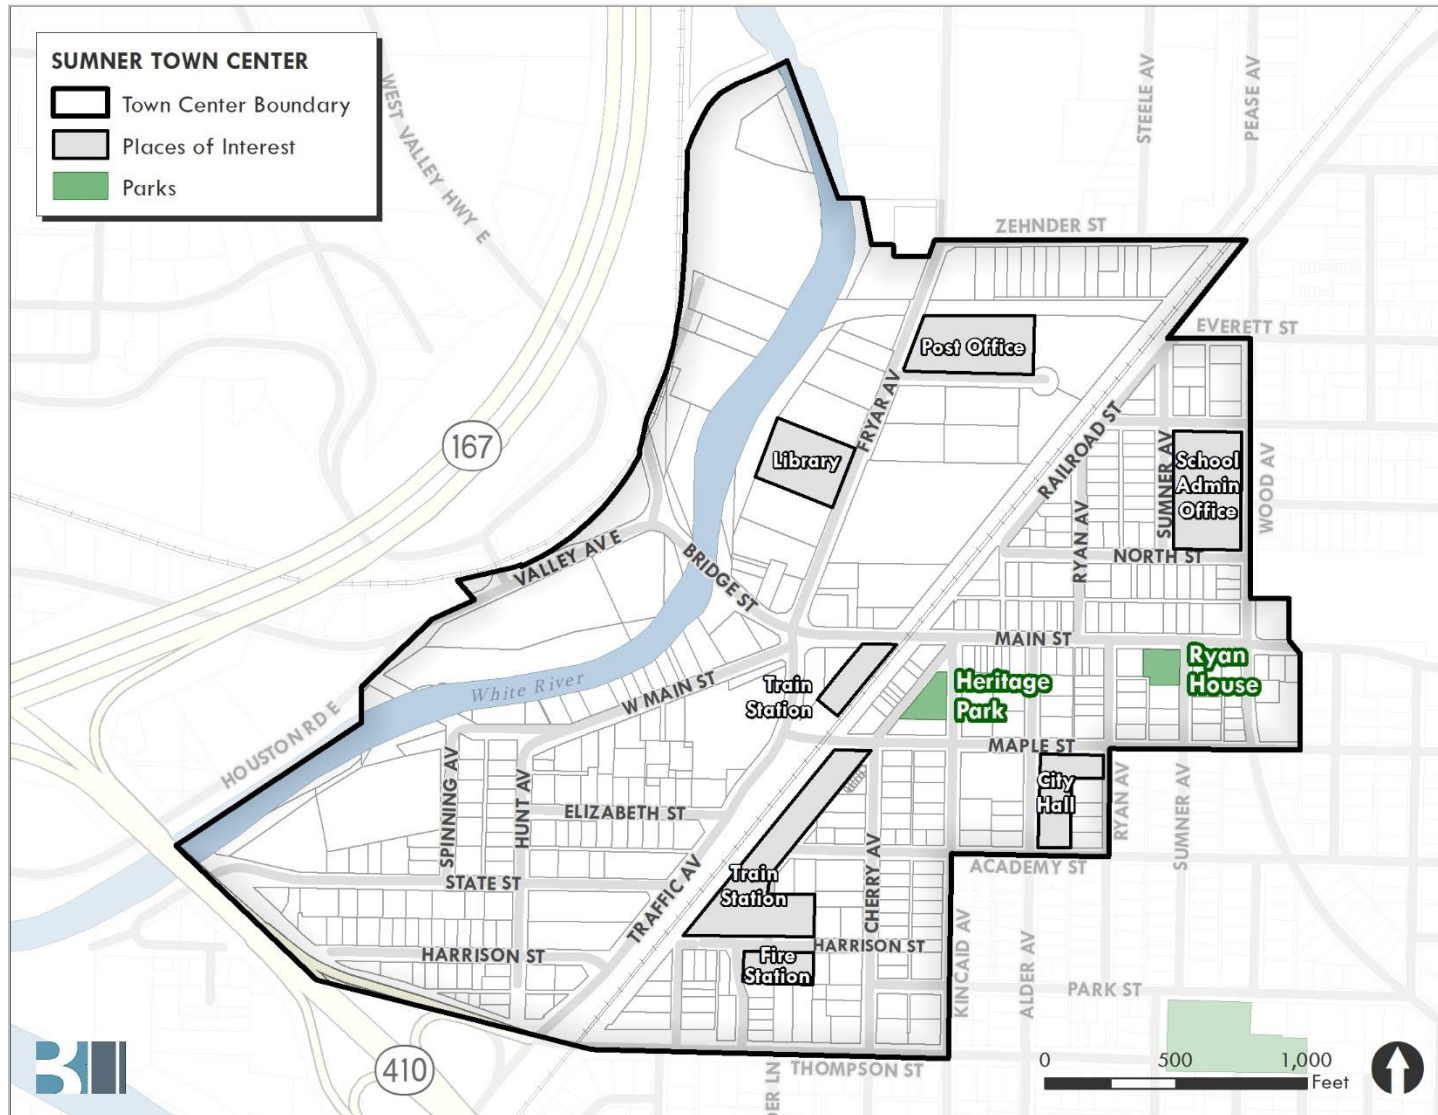 SUMNER TOWN CENTER
Town Center Boundary
Places of Interest
Parks
WEST VALLEY HWY E
STEELE AV
PEASE AV
ZEHNDER ST
EVERETT ST
Post Office
FRYAR AV
RAILROAD ST
167
Library
SUMNER AV
School
Admin
Office
WOOD AV
RYAN AV
NORTH ST
VALLEY AV E
BRIDGE ST
MAIN ST
Ryan
House
Heritage
Park
Train
Station
White River
W MAIN ST
HOUSTON RD E
MAPLE ST
City
Hall
SPINNING AV
HUNT AV
ELIZABETH ST
RYAN AV
SUMNER AV
Train
Station
CHERRY AV
ACADEMY ST
STATE ST
TRAFFIC AV
HARRISON ST
HARRISON ST
Fire
Station
KINCAID AV
ALDER AV
PARK ST
410
THOMPSON ST
DER LN
0 500 1,000
Feet